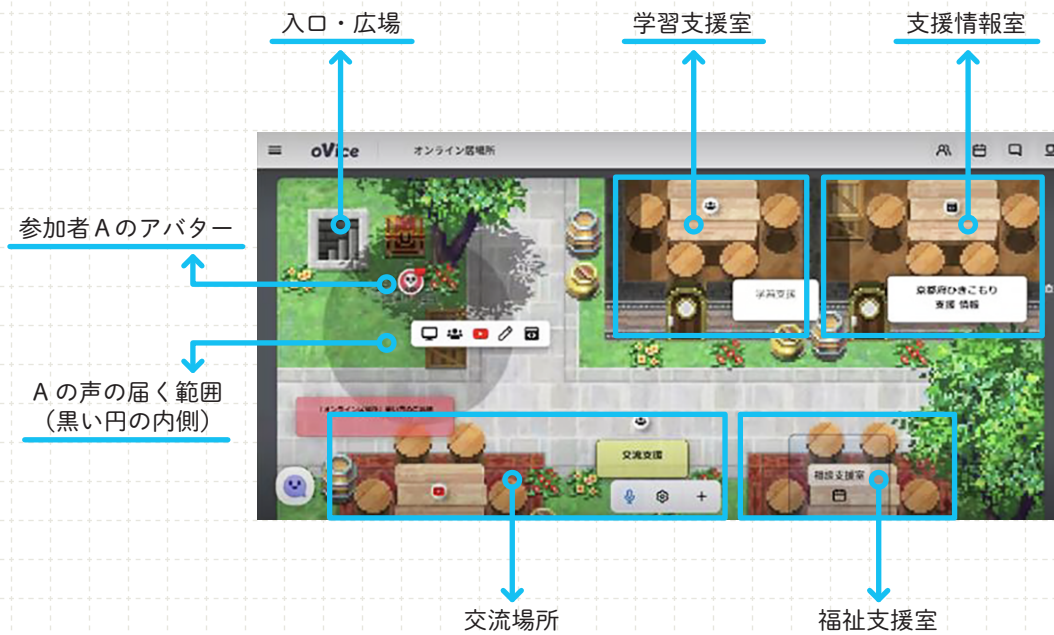 入口・広場
学習支援室
支援情報室
oVice
オンライン居場所
参加者Aのアバター
学習支援
京都府ひきこもり
支援 情報
Aの声の届く範囲
（黒い円の内側）
交流支援
相談支援室
交流場所
福祉支援室